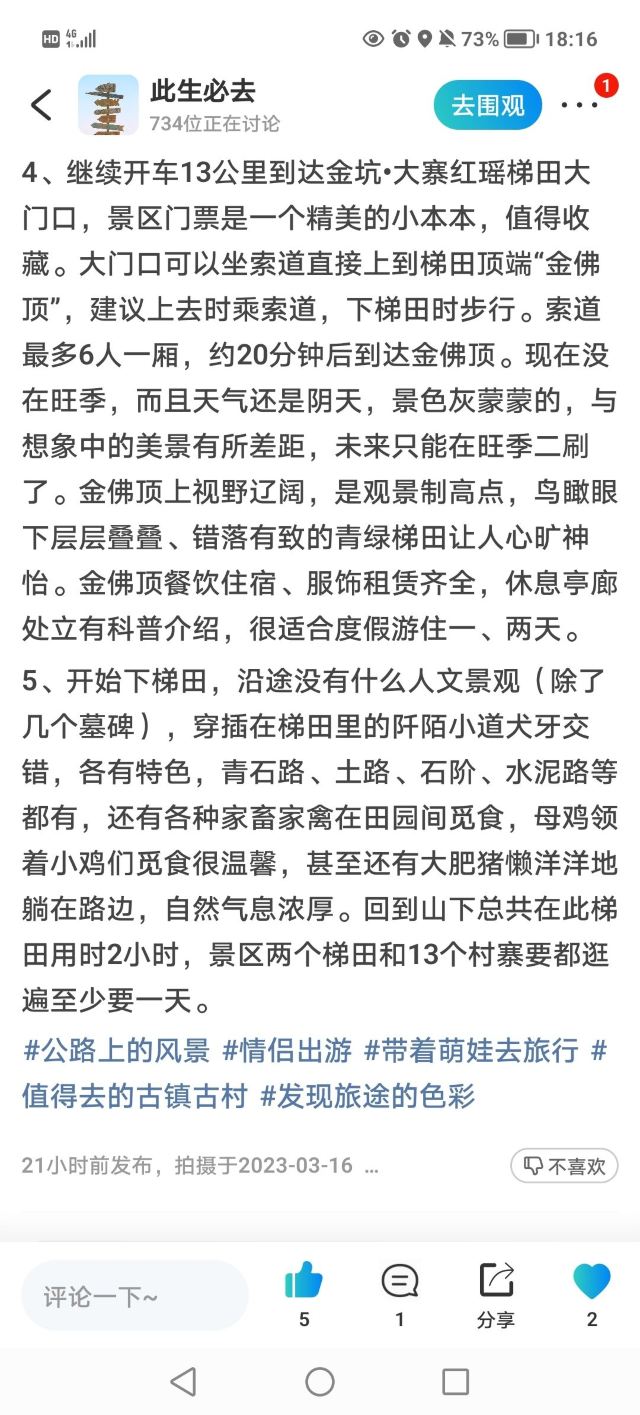 HD 4G 73% 18:16
此生必去
734位正在讨论
去围观
1
4、继续开车13公里到达金坑•大寨红瑶梯田大
门口，景区门票是一个精美的小本本，值得收
藏。大门口可以坐索道直接上到梯田顶端“金佛
顶”，建议上去时乘索道，下梯田时步行。索道
最多6人一厢，约20分钟后到达金佛顶。现在没
在旺季，而且天气还是阴天，景色灰蒙蒙的，与
想象中的美景有所差距，未来只能在旺季二刷
了。金佛顶上视野辽阔，是观景制高点，鸟瞰眼
下层层叠叠、错落有致的青绿梯田让人心旷神
怡。金佛顶餐饮住宿、服饰租赁齐全，休息亭廊
处立有科普介绍，很适合度假游住一、两天。
5、开始下梯田，沿途没有什么人文景观（除了
几个墓碑），穿插在梯田里的阡陌小道犬牙交
错，各有特色，青石路、土路、石阶、水泥路等
都有，还有各种家畜家禽在田园间觅食，母鸡领
着小鸡们觅食很温馨，甚至还有大肥猪懒洋洋地
躺在路边，自然气息浓厚。回到山下总共在此梯
田用时2小时，景区两个梯田和13个村寨要都逛
遍至少要一天。
#公路上的风景 #情侣出游 #带着萌娃去旅行 #
值得去的古镇古村 #发现旅途的色彩
21小时前发布，拍摄于2023-03-16 ...
不喜欢
评论一下~
5
1
分享
2